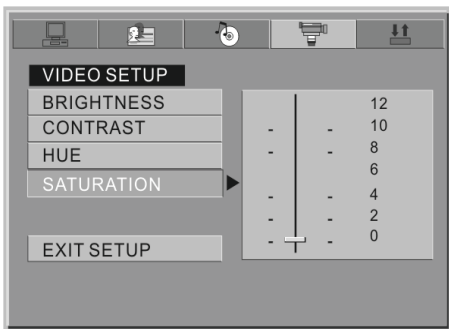 VIDEO SETUP
BRIGHTNESS
CONTRAST
HUE
SATURATION
EXIT SETUP
12
10
8
6
4
2
0